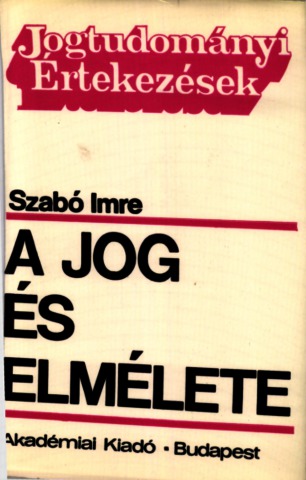 Jogtudományi
Értekezések
Szabó Imre
A JOG
ÉS
ELMÉLETE
Akadémiai Kiadó • Budapest